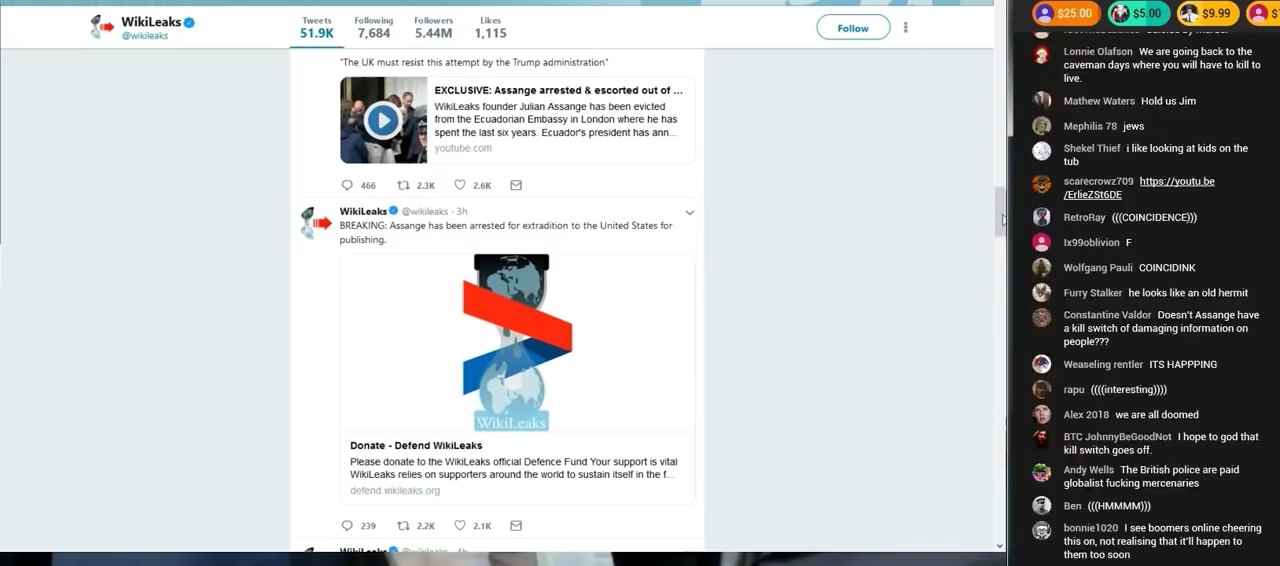 WikiLeaks
@wikileaks
Tweets
51.9K
Following
7,684
Followers
5.44M
Likes
1,115
Follow
"The UK must resist this attempt by the Trump administration"
EXCLUSIVE: Assange arrested & escorted out of ...
WikiLeaks founder Julian Assange has been evicted
from the Ecuadorian Embassy in London where he has
spent the last six years. Ecuador's president has ann...
youtube.com
466 2.3K 2.6K
WikiLeaks @wikileaks · 3h
BREAKING: Assange has been arrested for extradition to the United States for
publishing.
WikiLeaks
Donate - Defend WikiLeaks
Please donate to the WikiLeaks official Defence Fund Your support is vital
WikiLeaks relies on supporters around the world to sustain itself in the f...
defend.wikileaks.org
239 2.2K 2.1K
WikiLeaks @wikileaks · 4h
$25.00 $5.00 $9.99
Lonnie Olafson We are going back to the
caveman days where you will have to kill to
live.
Mathew Waters Hold us Jim
Mephilis 78 jews
Shekel Thief i like looking at kids on the
tub
scarecrowz709 https://youtu.be
/ErlieZSt6DE
RetroRay (((COINCIDENCE)))
Ix99oblivion F
Wolfgang Pauli COINCIDINK
Furry Stalker he looks like an old hermit
Constantine Valdor Doesn't Assange have
a kill switch of damaging information on
people???
Weaseling rentler ITS HAPPPING
rapu ((((interesting))))
Alex 2018 we are all doomed
BTC JohnnyBeGoodNot I hope to god that
kill switch goes off.
Andy Wells The British police are paid
globalist fucking mercenaries
Ben (((HMMMM)))
bonnie1020 I see boomers online cheering
this on, not realising that it'll happen to
them too soon